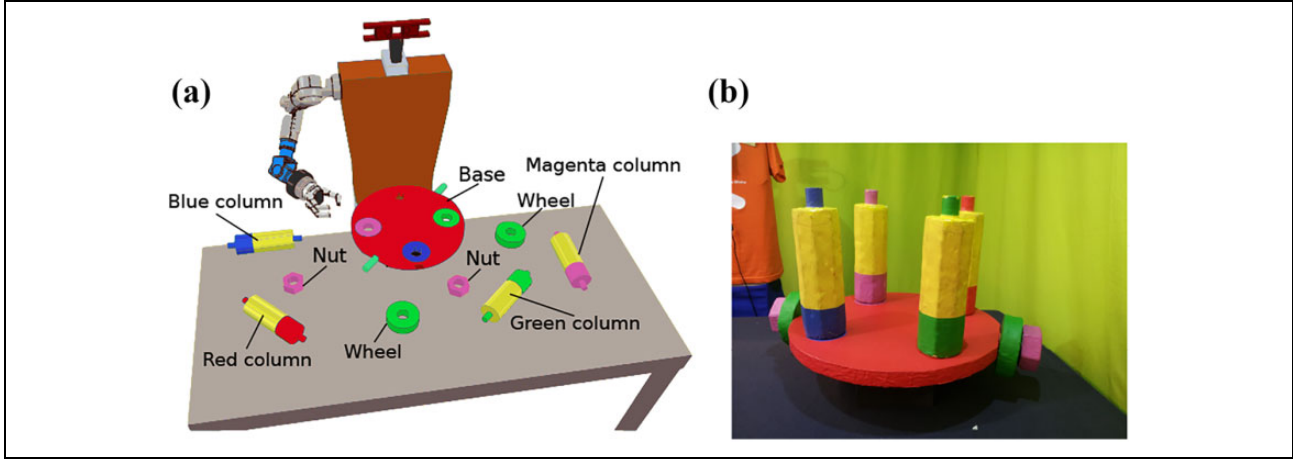 (a)
(b)
Magenta column
Base
Wheel
Blue column
Nut
Nut
Green column
Wheel
Red column